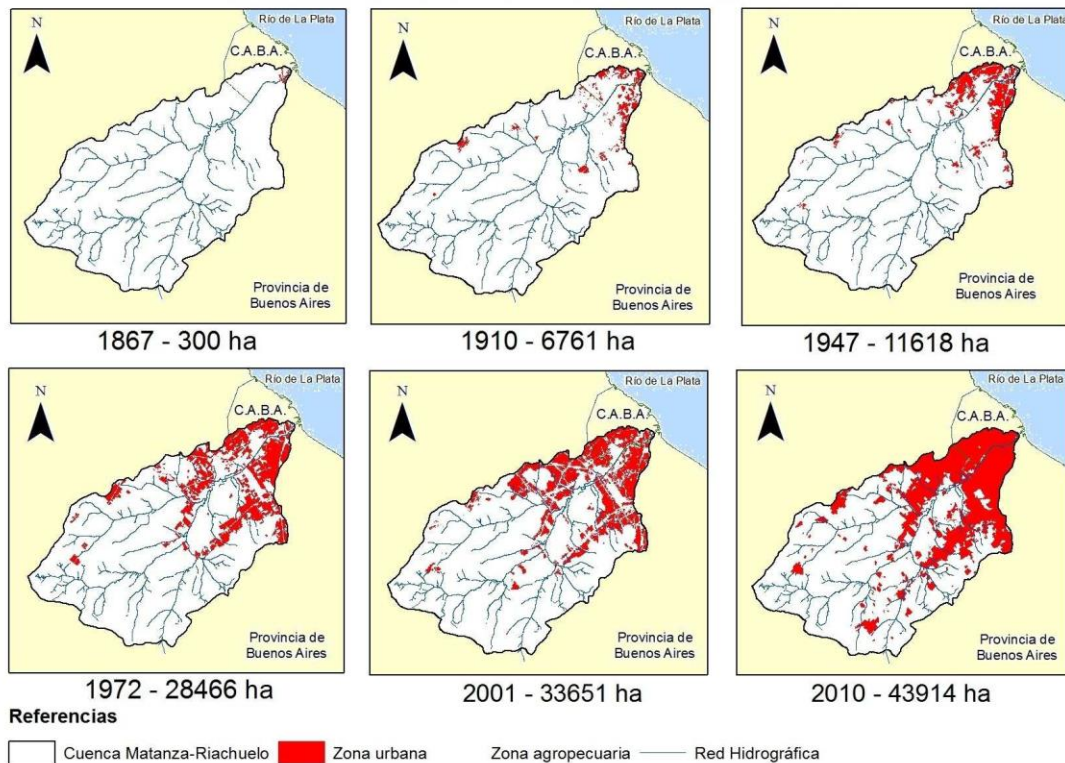 N
Río de La Plata
C.A.B.A.
Provincia de
Buenos Aires
1867 - 300 ha
N
Río de La Plata
C.A.B.A.
Provincia de
Buenos Aires
1910 - 6761 ha
N
Río de La Plata
C.A.B.A.
Provincia de
Buenos Aires
1947 - 11618 ha
N
Río de La Plata
C.A.B.A.
Provincia de
Buenos Aires
1972 - 28466 ha
N
Río de La Plata
C.A.B.A.
Provincia de
Buenos Aires
2001 - 33651 ha
N
Río de La Plata
C.A.B.A.
Provincia de
Buenos Aires
2010 - 43914 ha
Referencias
Cuenca Matanza-Riachuelo Zona urbana Zona agropecuaria Red Hidrográfica